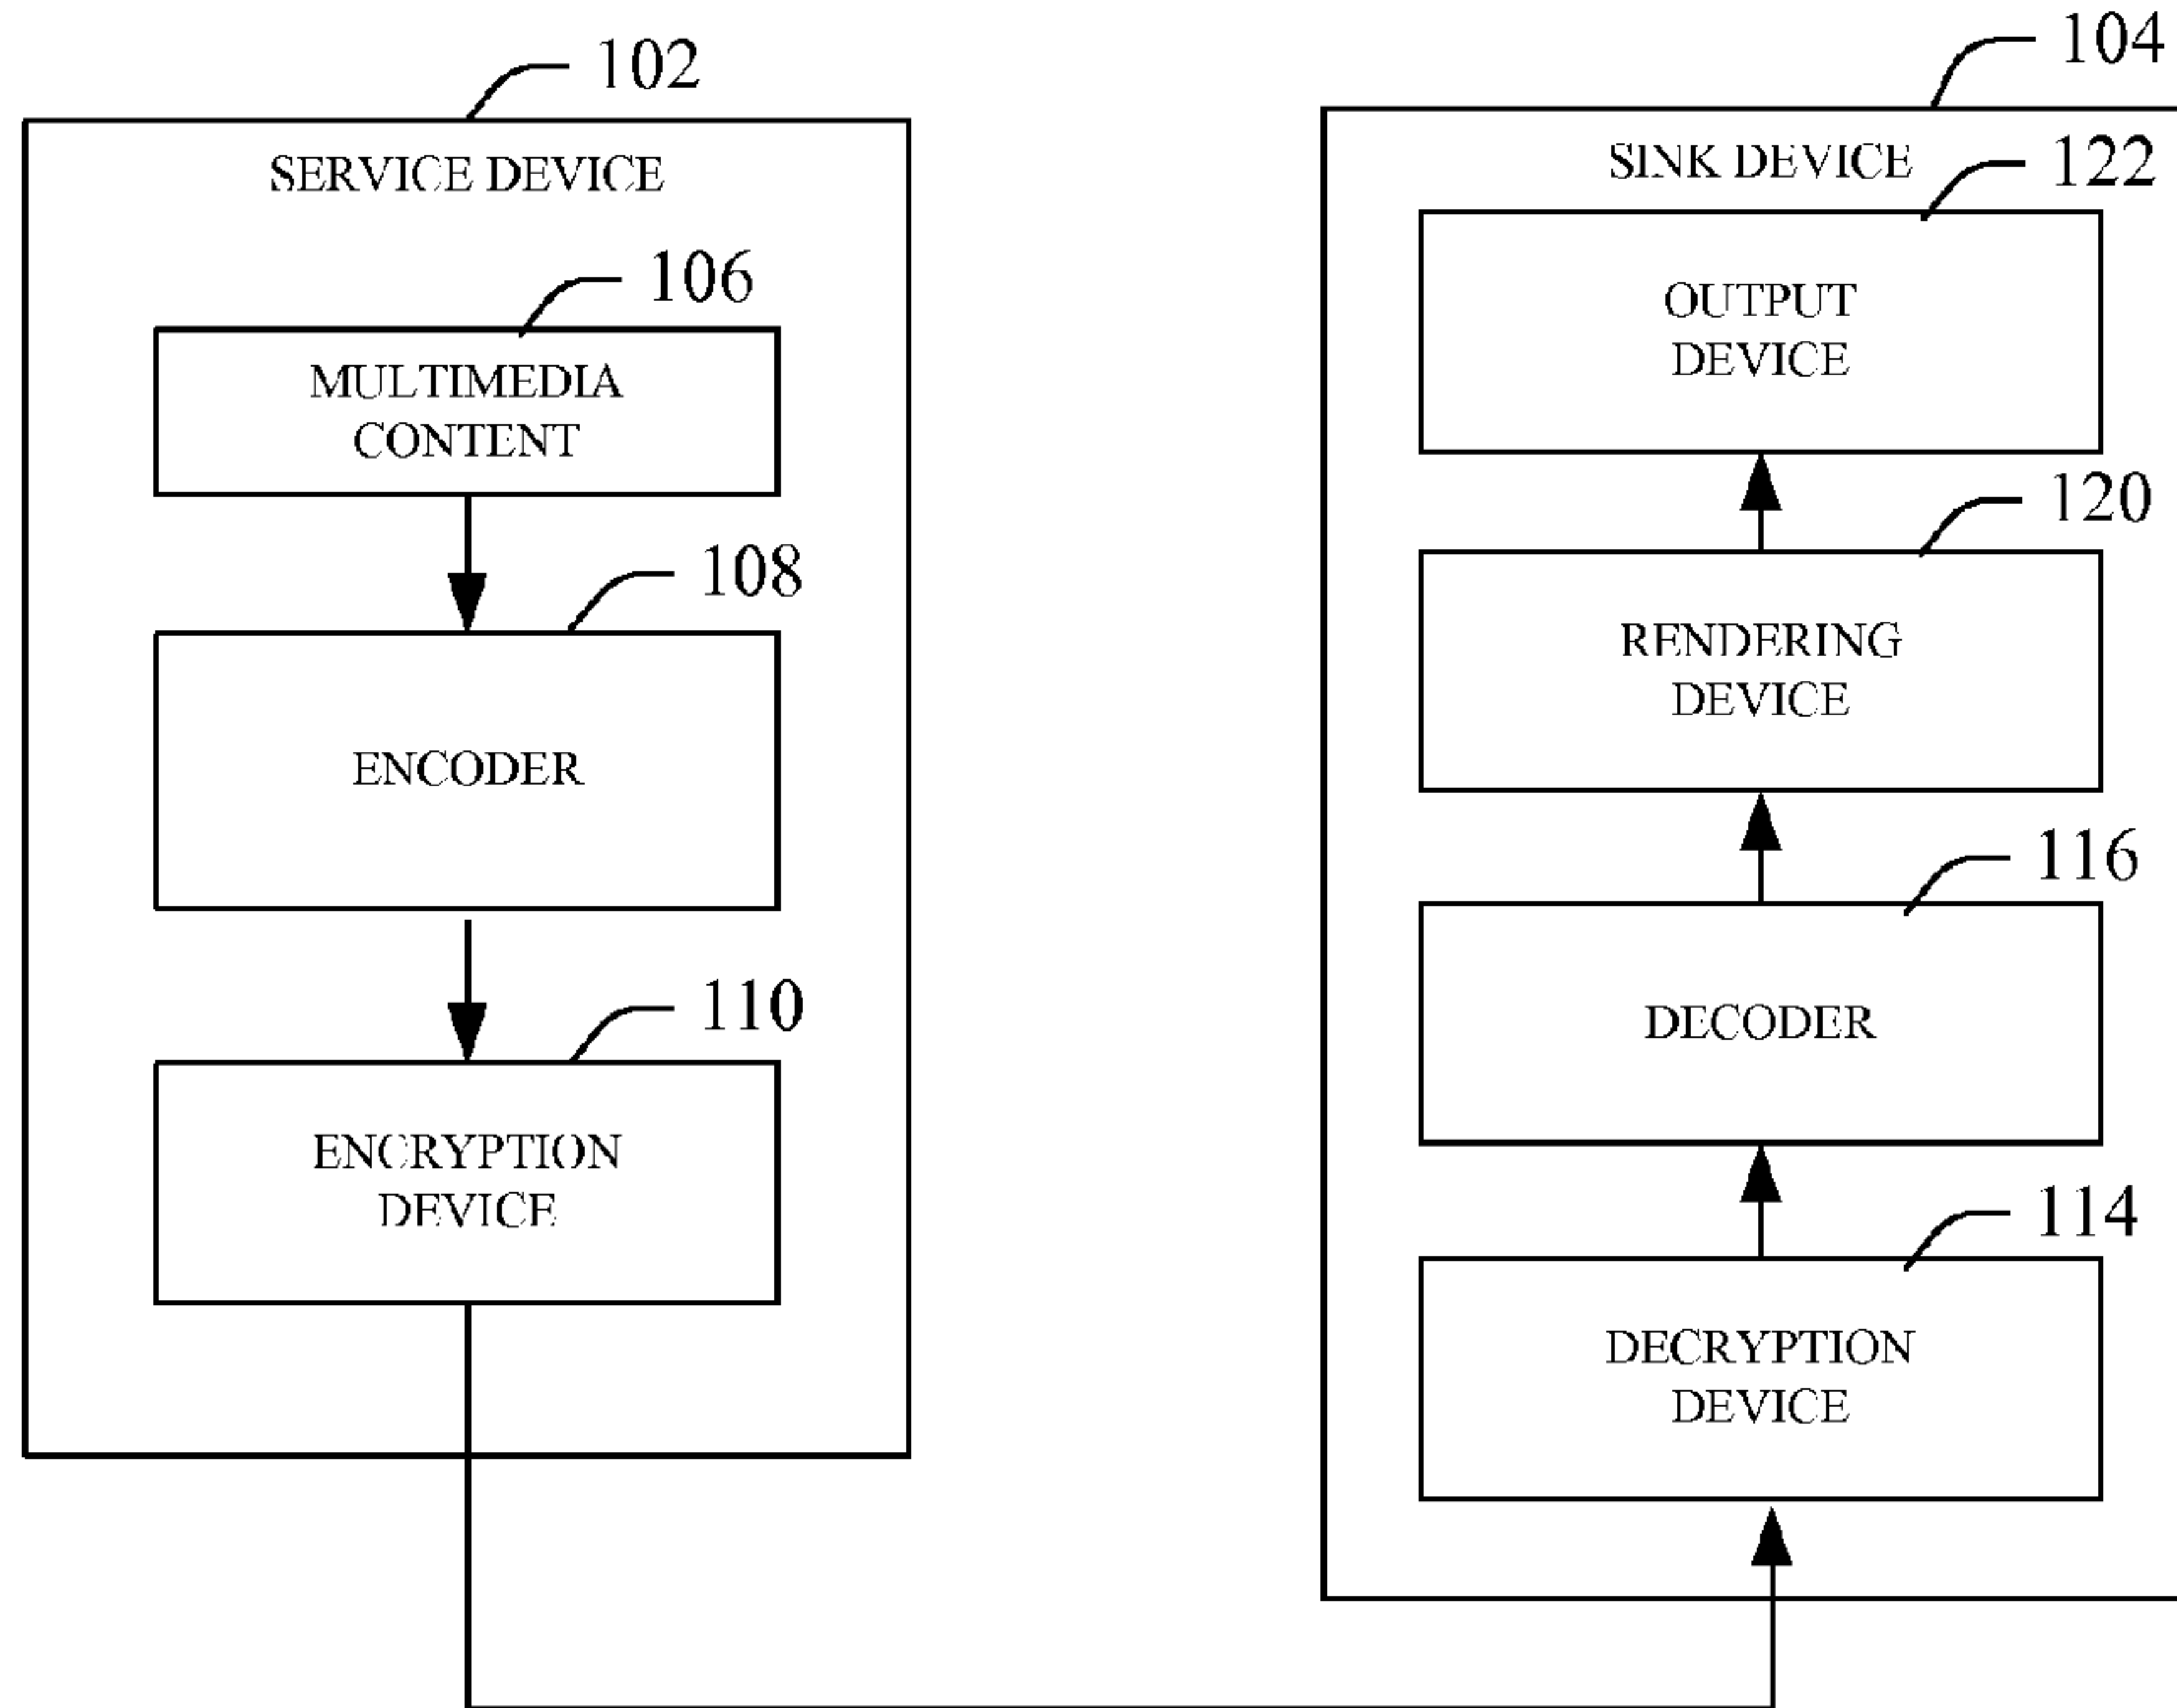 102
SERVICE DEVICE
106
MULTIMEDIA
CONTENT
108
ENCODER
110
ENCRYPTION
DEVICE
104
SINK DEVICE
122
OUTPUT
DEVICE
120
RENDERING
DEVICE
116
DECODER
114
DECRYPTION
DEVICE